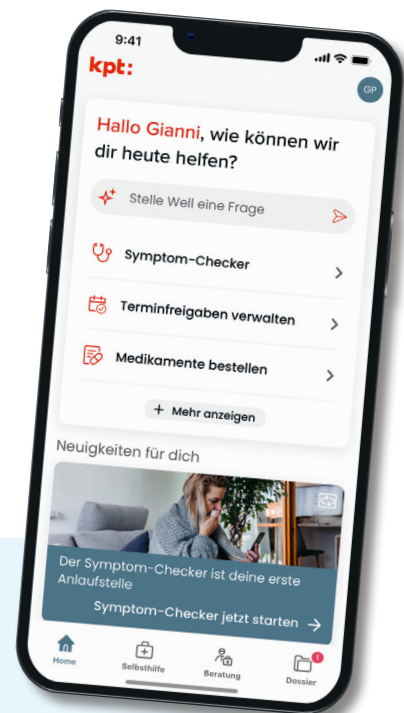 9:41
kpt:
GP
Hallo Gianni, wie können wir
dir heute helfen?
Stelle Well eine Frage
Symptom-Checker
Terminfreigaben verwalten
Medikamente bestellen
+ Mehr anzeigen
Neuigkeiten für dich
Der Symptom-Checker ist deine erste
Anlaufstelle
Symptom-Checker jetzt starten →
Home
Selbsthilfe
Beratung
Dossier
1